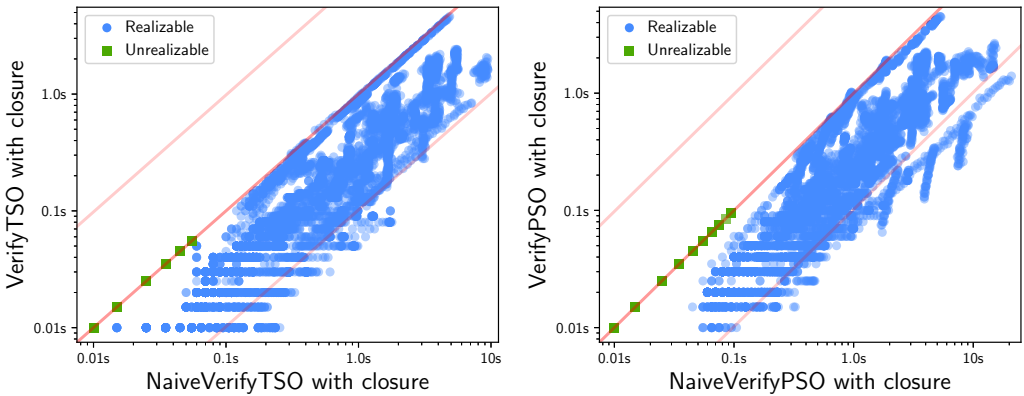 Realizable
Unrealizable
VerifyTSO with closure
1.0s
0.1s
0.01s
0.01s 0.1s 1.0s 10s
NaiveVerifyTSO with closure
Realizable
Unrealizable
VerifyPSO with closure
1.0s
0.1s
0.01s
0.01s 0.1s 1.0s 10s
NaiveVerifyPSO with closure